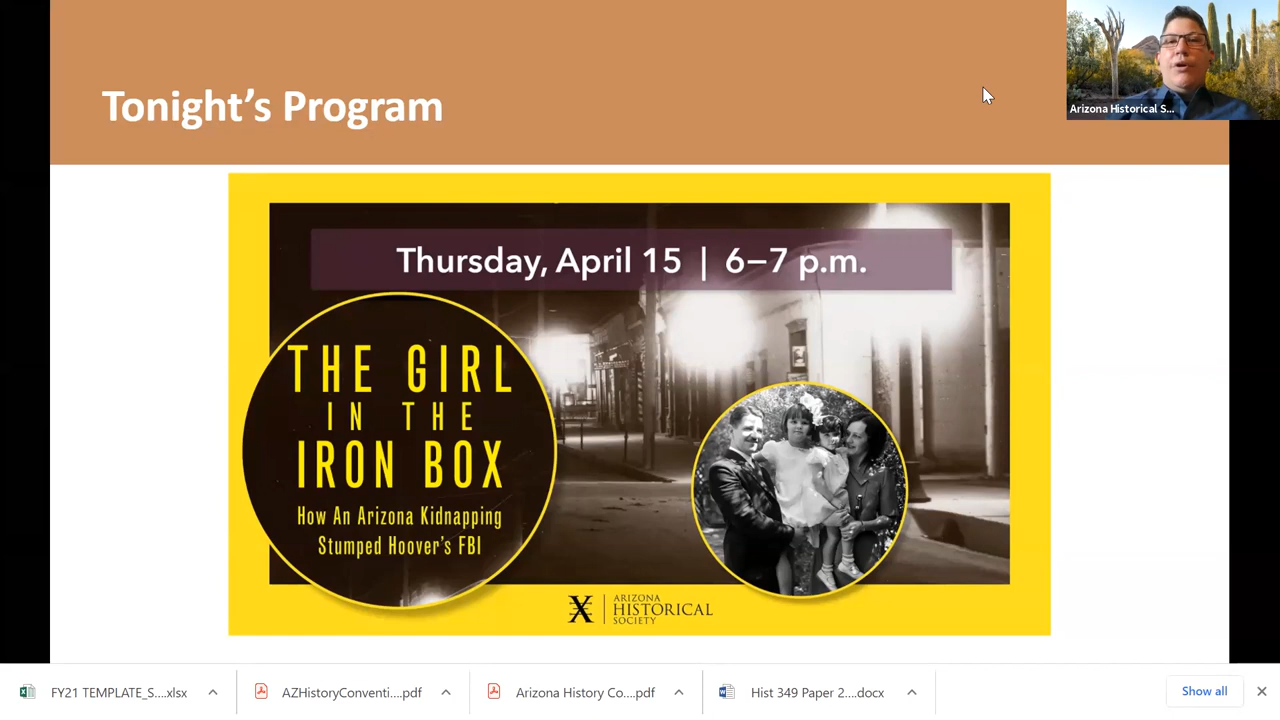 Tonight's Program
Arizona Historical S...
Thursday, April 15 | 6–7 p.m.
THE GIRL
IN THE
IRON BOX
How An Arizona Kidnapping
Stumped Hoover's FBI
ARIZONA
HISTORICAL
SOCIETY
FY21 TEMPLATE_S....xlsx
AZHistoryConventi....pdf
Arizona History Co....pdf
Hist 349 Paper 2....docx
Show all